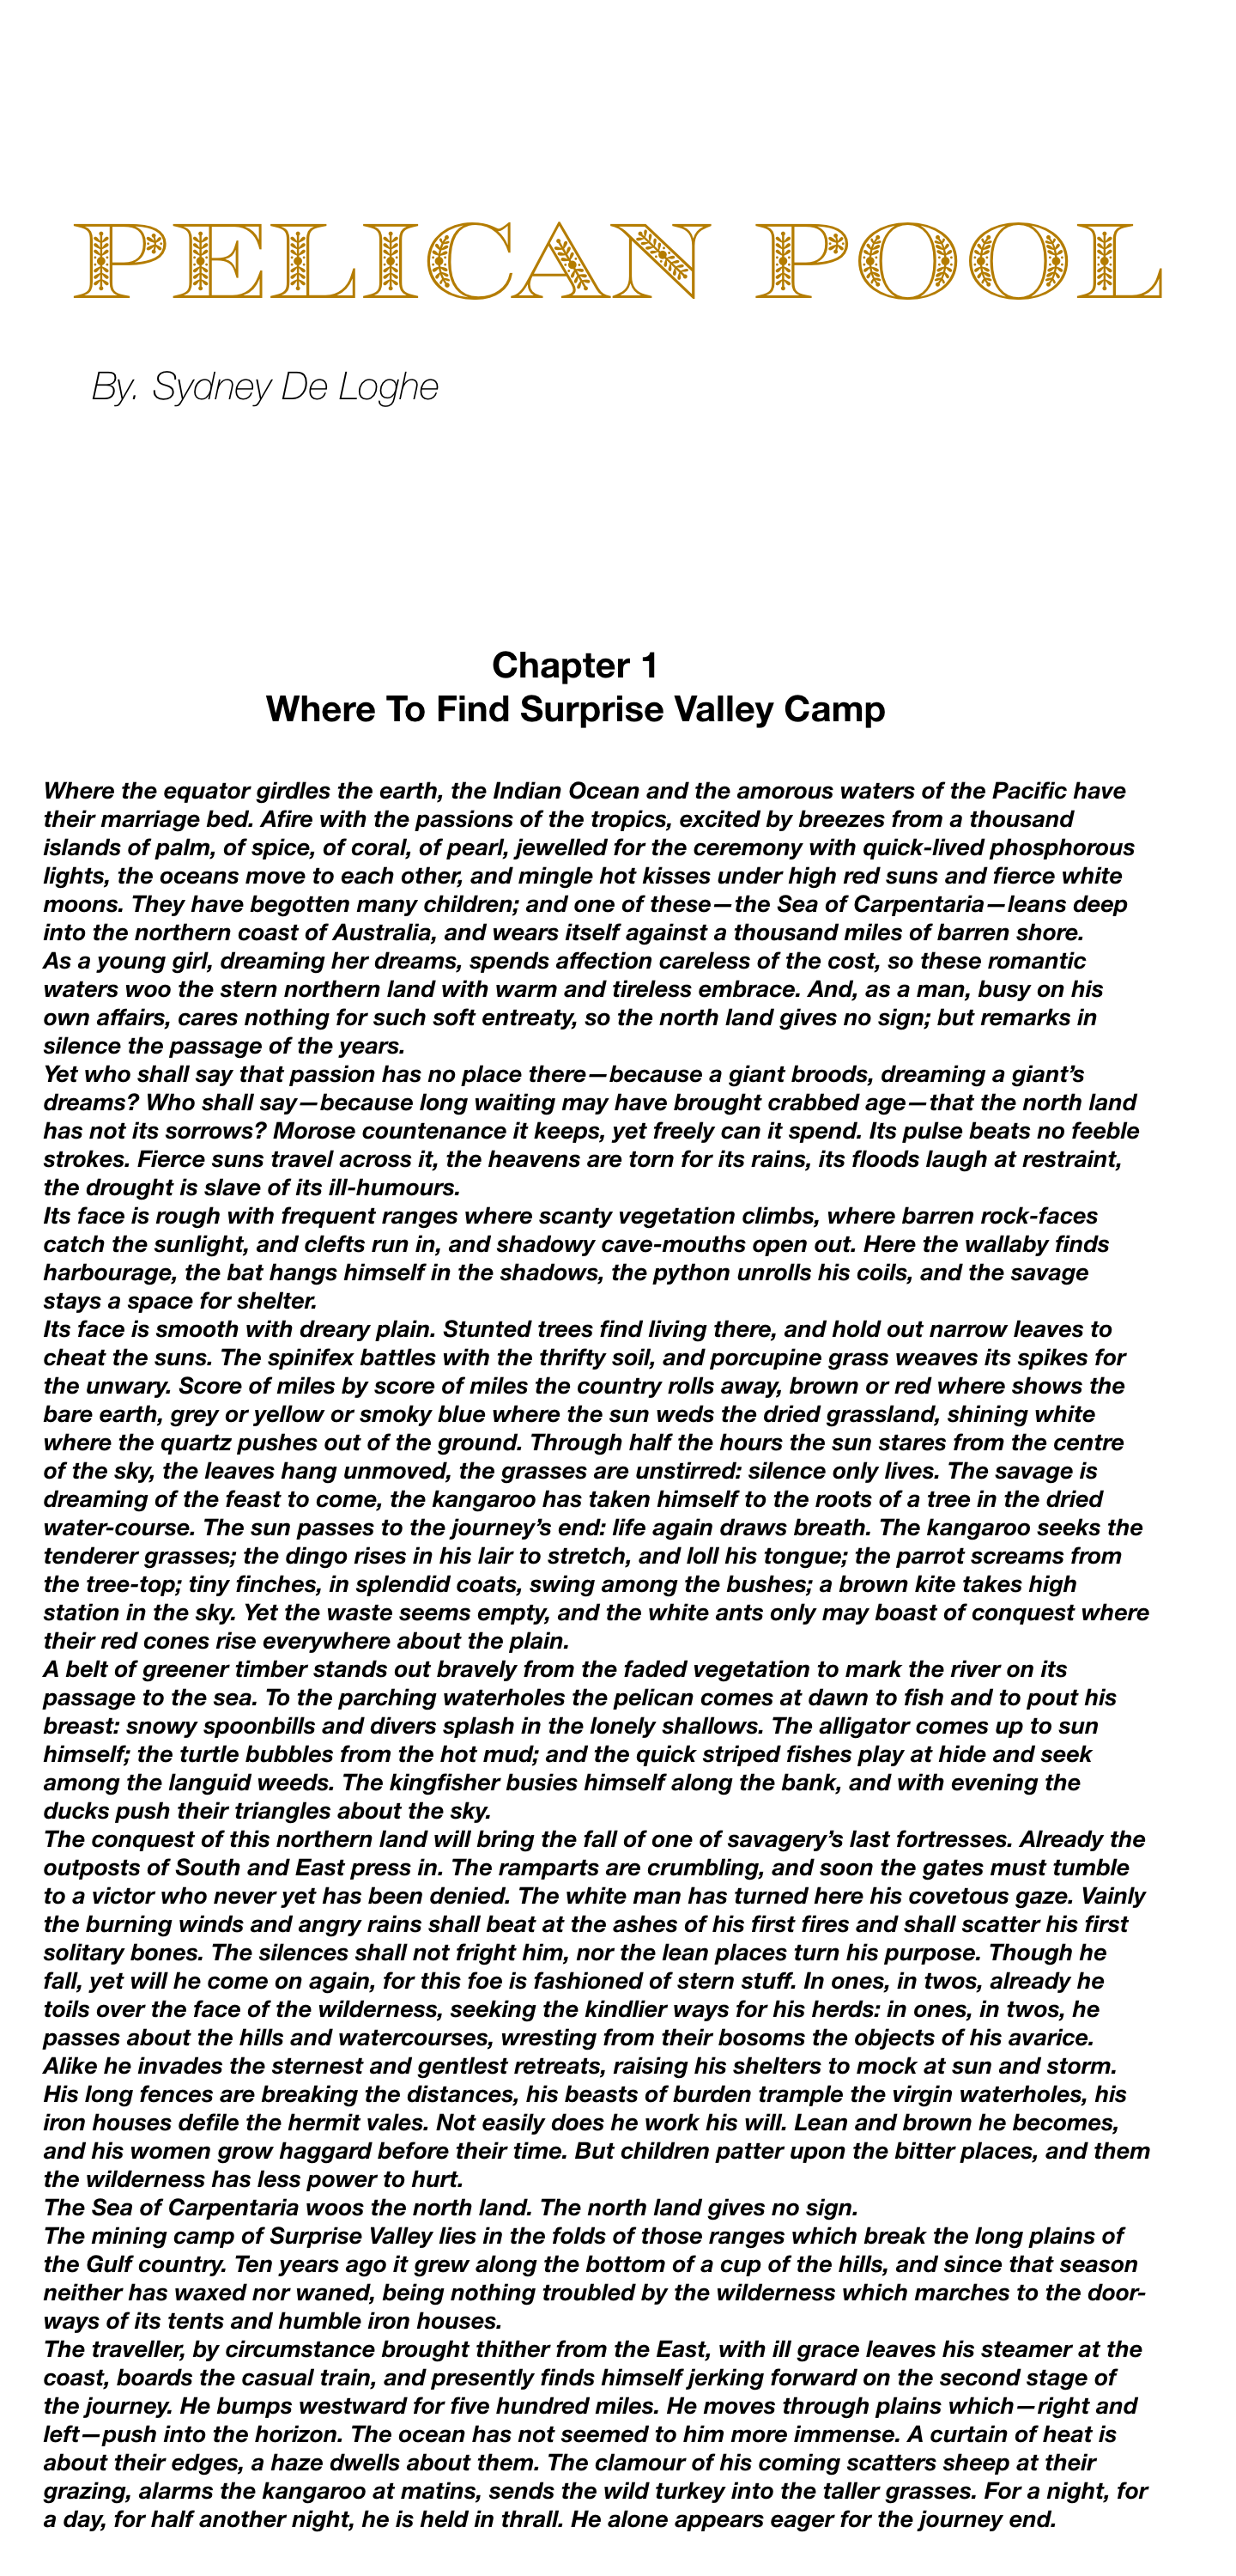 PELICAN POOL
By. Sydney De Loghe
Chapter 1
Where To Find Surprise Valley Camp
Where the equator girdles the earth, the Indian Ocean and the amorous waters of the Pacific have
their marriage bed. Afire with the passions of the tropics, excited by breezes from a thousand
islands of palm, of spice, of coral, of pearl, jewelled for the ceremony with quick-lived phosphorous
lights, the oceans move to each other, and mingle hot kisses under high red suns and fierce white
moons. They have begotten many children; and one of these—the Sea of Carpentaria—leans deep
into the northern coast of Australia, and wears itself against a thousand miles of barren shore.
As a young girl, dreaming her dreams, spends affection careless of the cost, so these romantic
waters woo the stern northern land with warm and tireless embrace. And, as a man, busy on his
own affairs, cares nothing for such soft entreaty, so the north land gives no sign; but remarks in
silence the passage of the years.
Yet who shall say that passion has no place there—because a giant broods, dreaming a giant’s
dreams? Who shall say—because long waiting may have brought crabbed age—that the north land
has not its sorrows? Morose countenance it keeps, yet freely can it spend. Its pulse beats no feeble
strokes. Fierce suns travel across it, the heavens are torn for its rains, its floods laugh at restraint,
the drought is slave of its ill-humours.
Its face is rough with frequent ranges where scanty vegetation climbs, where barren rock-faces
catch the sunlight, and clefts run in, and shadowy cave-mouths open out. Here the wallaby finds
harbourage, the bat hangs himself in the shadows, the python unrolls his coils, and the savage
stays a space for shelter.
Its face is smooth with dreary plain. Stunted trees find living there, and hold out narrow leaves to
cheat the suns. The spinifex battles with the thrifty soil, and porcupine grass weaves its spikes for
the unwary. Score of miles by score of miles the country rolls away, brown or red where shows the
bare earth, grey or yellow or smoky blue where the sun weds the dried grassland, shining white
where the quartz pushes out of the ground. Through half the hours the sun stares from the centre
of the sky, the leaves hang unmoved, the grasses are unstirred: silence only lives. The savage is
dreaming of the feast to come, the kangaroo has taken himself to the roots of a tree in the dried
water-course. The sun passes to the journey’s end: life again draws breath. The kangaroo seeks the
tenderer grasses; the dingo rises in his lair to stretch, and loll his tongue; the parrot screams from
the tree-top; tiny finches, in splendid coats, swing among the bushes; a brown kite takes high
station in the sky. Yet the waste seems empty, and the white ants only may boast of conquest where
their red cones rise everywhere about the plain.
A belt of greener timber stands out bravely from the faded vegetation to mark the river on its
passage to the sea. To the parching waterholes the pelican comes at dawn to fish and to pout his
breast: snowy spoonbills and divers splash in the lonely shallows. The alligator comes up to sun
himself; the turtle bubbles from the hot mud; and the quick striped fishes play at hide and seek
among the languid weeds. The kingfisher busies himself along the bank, and with evening the
ducks push their triangles about the sky.
The conquest of this northern land will bring the fall of one of savagery’s last fortresses. Already the
outposts of South and East press in. The ramparts are crumbling, and soon the gates must tumble
to a victor who never yet has been denied. The white man has turned here his covetous gaze. Vainly
the burning winds and angry rains shall beat at the ashes of his first fires and shall scatter his first
solitary bones. The silences shall not fright him, nor the lean places turn his purpose. Though he
fall, yet will he come on again, for this foe is fashioned of stern stuff. In ones, in twos, already he
toils over the face of the wilderness, seeking the kindlier ways for his herds: in ones, in twos, he
passes about the hills and watercourses, wresting from their bosoms the objects of his avarice.
Alike he invades the sternest and gentlest retreats, raising his shelters to mock at sun and storm.
His long fences are breaking the distances, his beasts of burden trample the virgin waterholes, his
iron houses defile the hermit vales. Not easily does he work his will. Lean and brown he becomes,
and his women grow haggard before their time. But children patter upon the bitter places, and them
the wilderness has less power to hurt.
The Sea of Carpentaria woos the north land. The north land gives no sign.
The mining camp of Surprise Valley lies in the folds of those ranges which break the long plains of
the Gulf country. Ten years ago it grew along the bottom of a cup of the hills, and since that season
neither has waxed nor waned, being nothing troubled by the wilderness which marches to the door-
ways of its tents and humble iron houses.
The traveller, by circumstance brought thither from the East, with ill grace leaves his steamer at the
coast, boards the casual train, and presently finds himself jerking forward on the second stage of
the journey. He bumps westward for five hundred miles. He moves through plains which—right and
left—push into the horizon. The ocean has not seemed to him more immense. A curtain of heat is
about their edges, a haze dwells about them. The clamour of his coming scatters sheep at their
grazing, alarms the kangaroo at matins, sends the wild turkey into the taller grasses. For a night, for
a day, for half another night, he is held in thrall. He alone appears eager for the journey end.